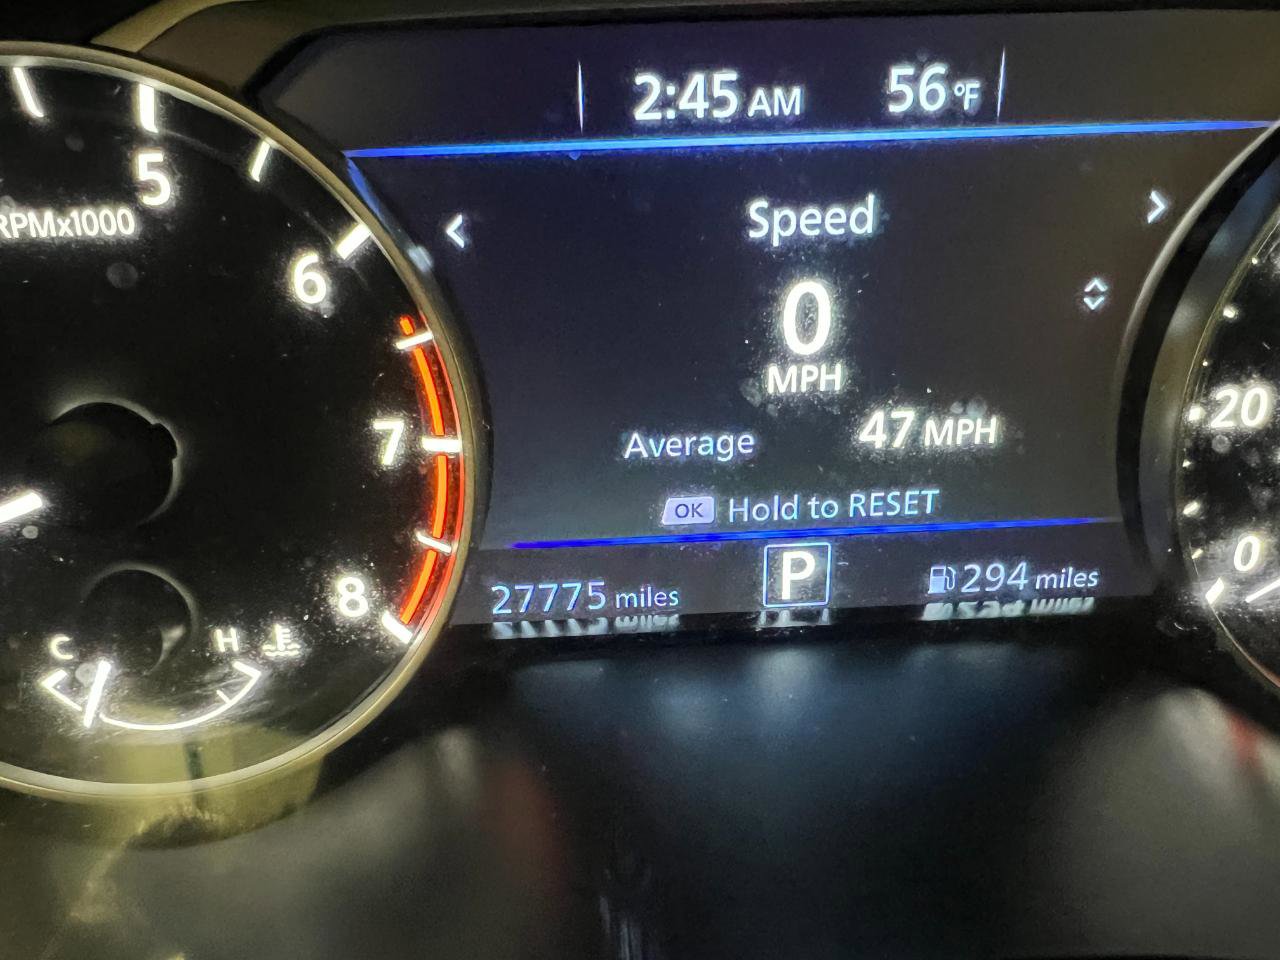 2:45 AM 56 °F
5
RPMx1000
6
7
8
C H
< Speed >
0
MPH
Average 47 MPH
OK Hold to RESET
27775 miles P 294 miles
20
0